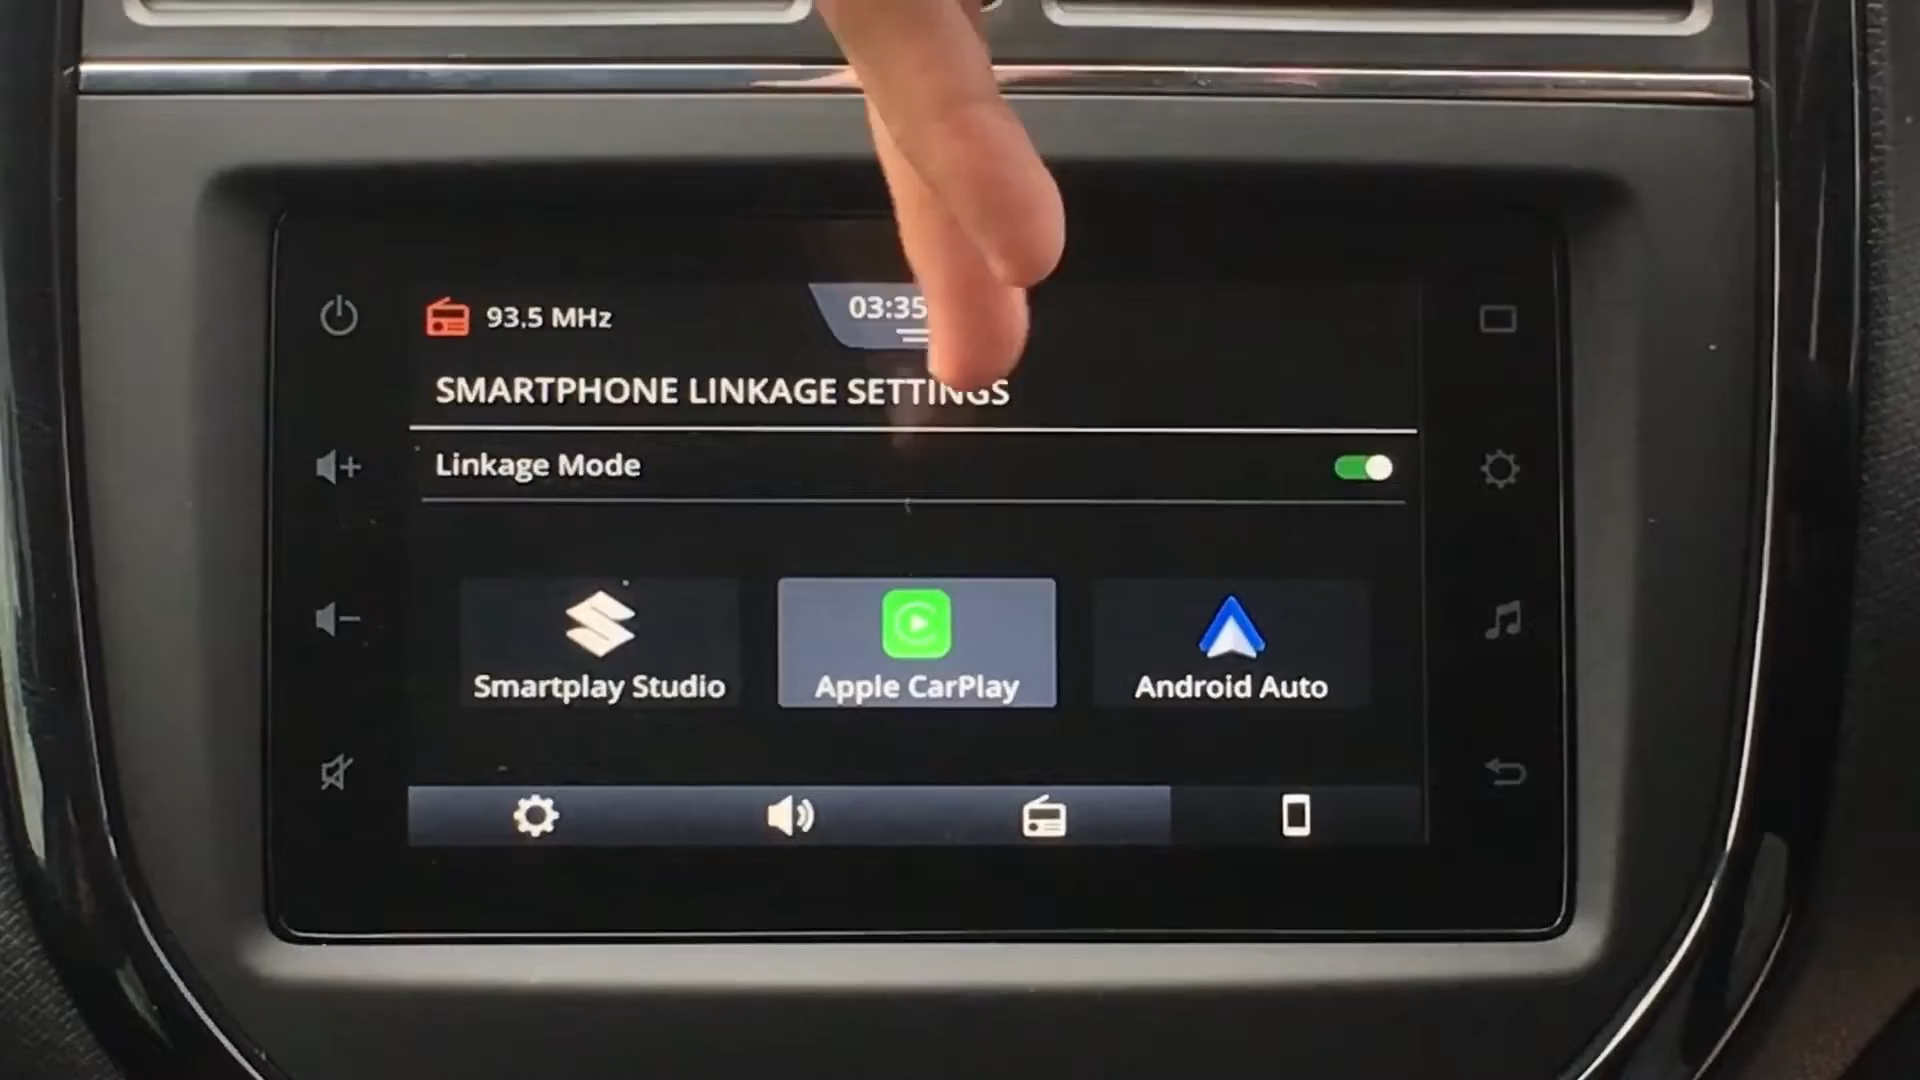 93.5 MHz
03:35
SMARTPHONE LINKAGE SETTINGS
Linkage Mode
Smartplay Studio
Apple CarPlay
Android Auto